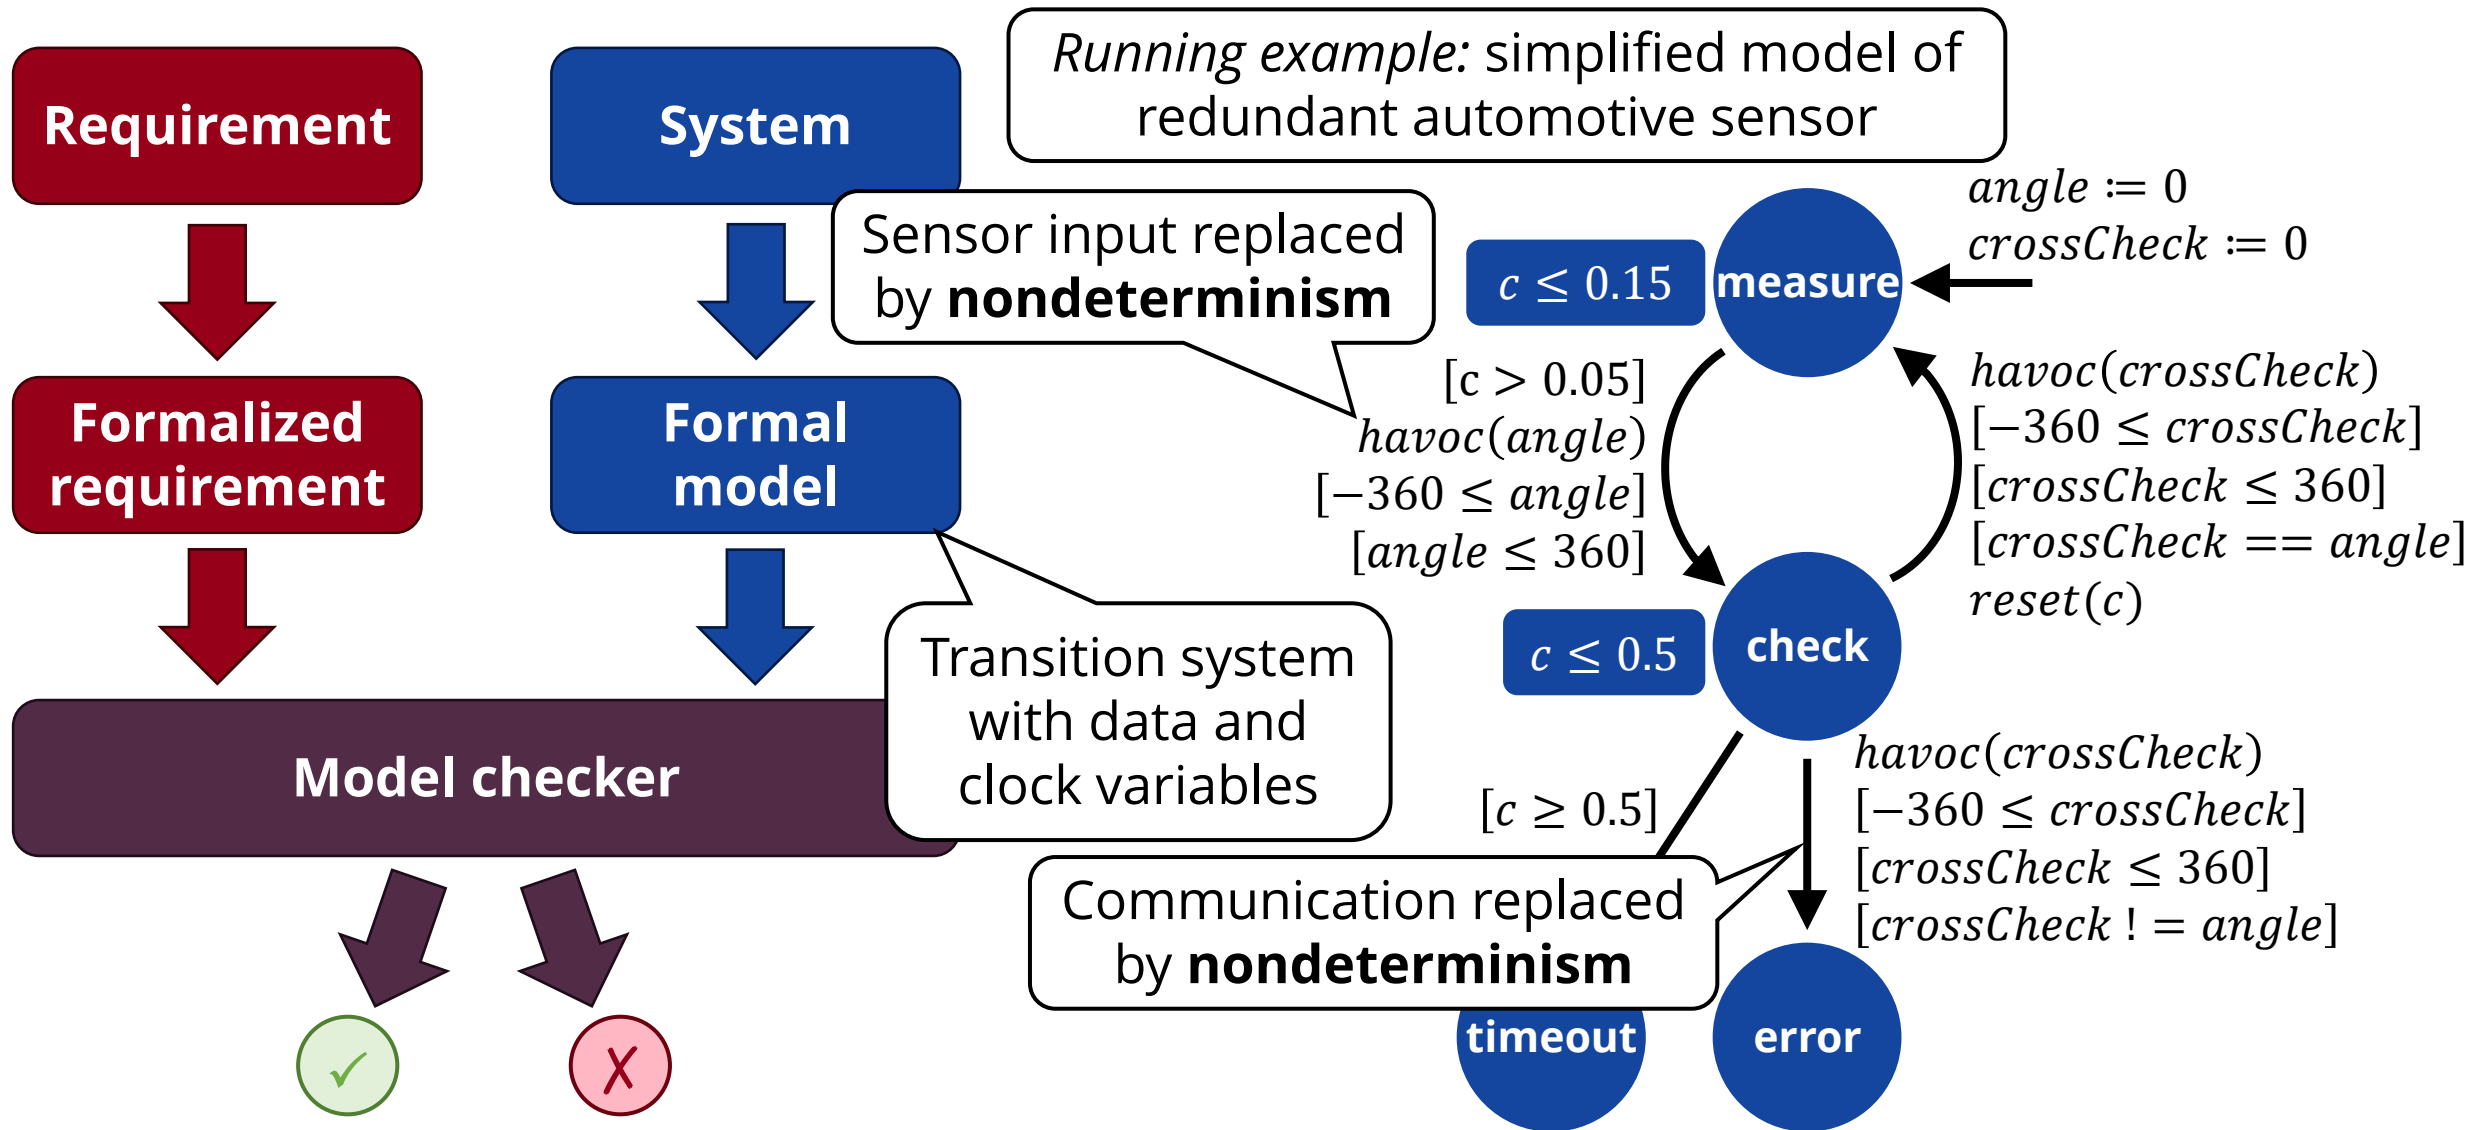 Requirement
System
Running example: simplified model of
redundant automotive sensor
Sensor input replaced
by nondeterminism
angle ≔ 0
crossCheck ≔ 0
c ≤ 0.15
measure
[c > 0.05]
havoc(angle)
[−360 ≤ angle]
[angle ≤ 360]
havoc(crossCheck)
[−360 ≤ crossCheck]
[crossCheck ≤ 360]
[crossCheck == angle]
reset(c)
Formalized
requirement
Formal
model
Transition system
with data and
clock variables
c ≤ 0.5
check
Model checker
[c ≥ 0.5]
havoc(crossCheck)
[−360 ≤ crossCheck]
[crossCheck ≤ 360]
[crossCheck ! = angle]
Communication replaced
by nondeterminism
timeout
error
✓
✗